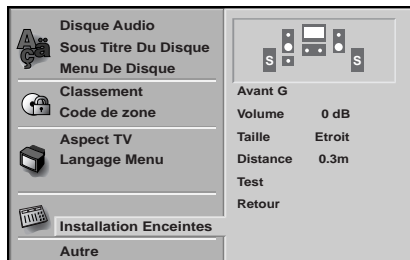 Disque Audio
Sous Titre Du Disque
Menu De Disque
Classement
Code de zone
Aspect TV
Langage Menu
Installation Enceintes
Autre
S
S
Avant G
Volume 0 dB
Taille Etroit
Distance 0.3m
Test
Retour